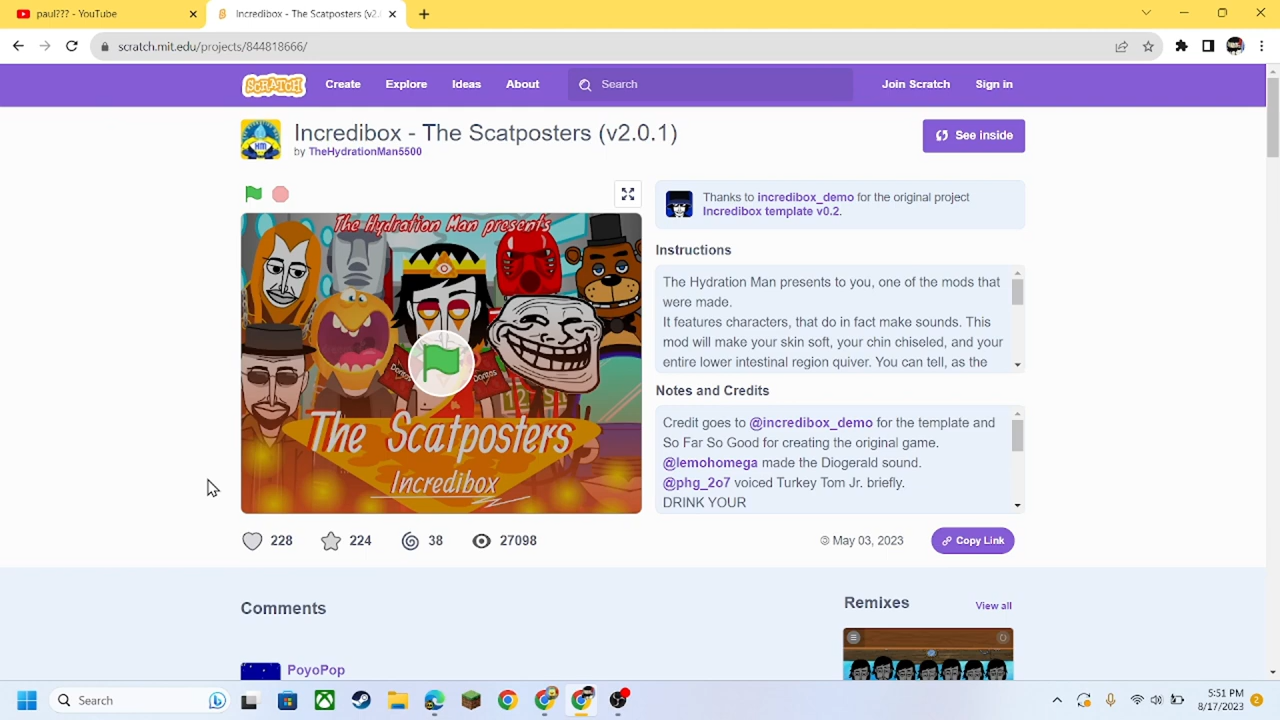 paul??? - YouTube
Incredibox - The Scatposters (v2.0
scratch.mit.edu/projects/844818666/
SCRATCH
Create
Explore
Ideas
About
Search
Join Scratch
Sign in
Incredibox - The Scatposters (v2.0.1)
by TheHydrationMan5500
See inside
HM
The Hydration Man presents
Doritos
Doritos
The Scatposters
Incredibox
Thanks to incredibox_demo for the original project
Incredibox template v0.2.
Instructions
The Hydration Man presents to you, one of the mods that
were made.
It features characters, that do in fact make sounds. This
mod will make your skin soft, your chin chiseled, and your
entire lower intestinal region quiver. You can tell, as the
Notes and Credits
Credit goes to @incredibox_demo for the template and
So Far So Good for creating the original game.
@lemohomega made the Diogerald sound.
@phg_2o7 voiced Turkey Tom Jr. briefly.
DRINK YOUR
228
224
38
27098
© May 03, 2023
Copy Link
Comments
PoyoPop
Remixes
View all
Search
5:51 PM
8/17/2023
2